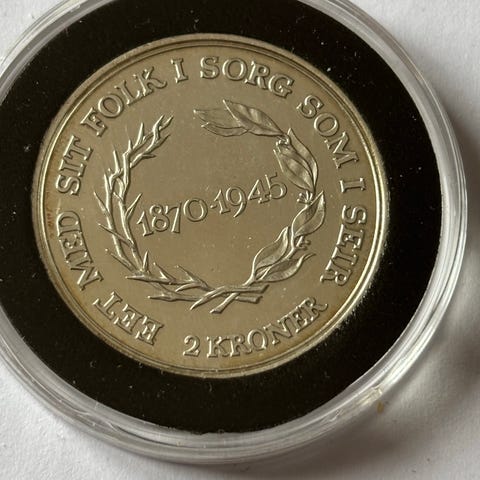 EET MED SIT FOLK I SORG SOM I SEIR
1870-1945
2 KRONER